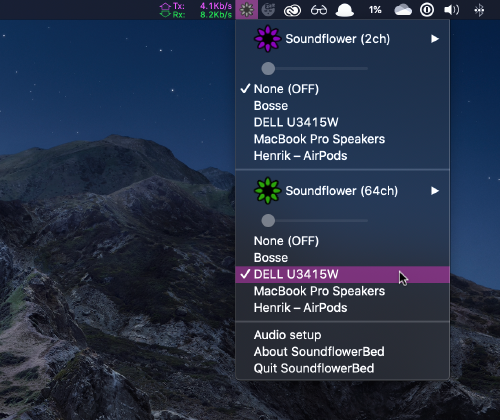 Tx: 4.1Kb/s
Rx: 8.2Kb/s
1%
Soundflower (2ch)
None (OFF)
Bosse
DELL U3415W
MacBook Pro Speakers
Henrik – AirPods
Soundflower (64ch)
None (OFF)
Bosse
DELL U3415W
MacBook Pro Speakers
Henrik – AirPods
Audio setup
About SoundflowerBed
Quit SoundflowerBed